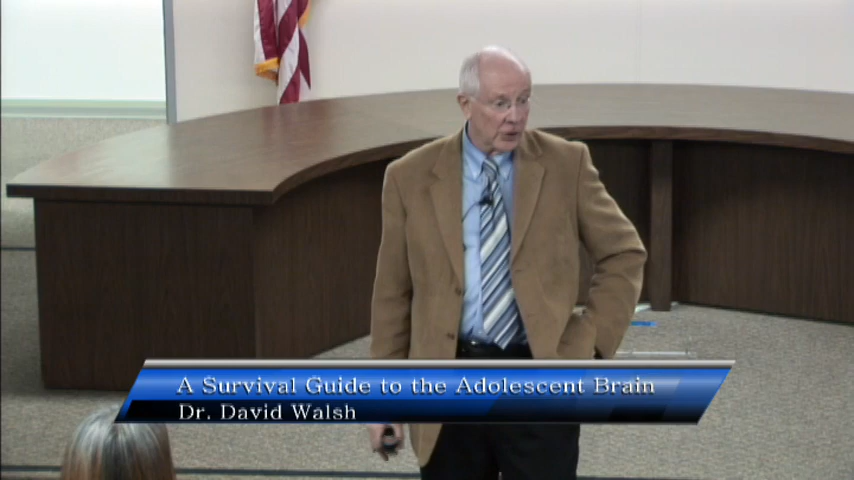 A Survival Guide to the Adolescent Brain
Dr. David Walsh